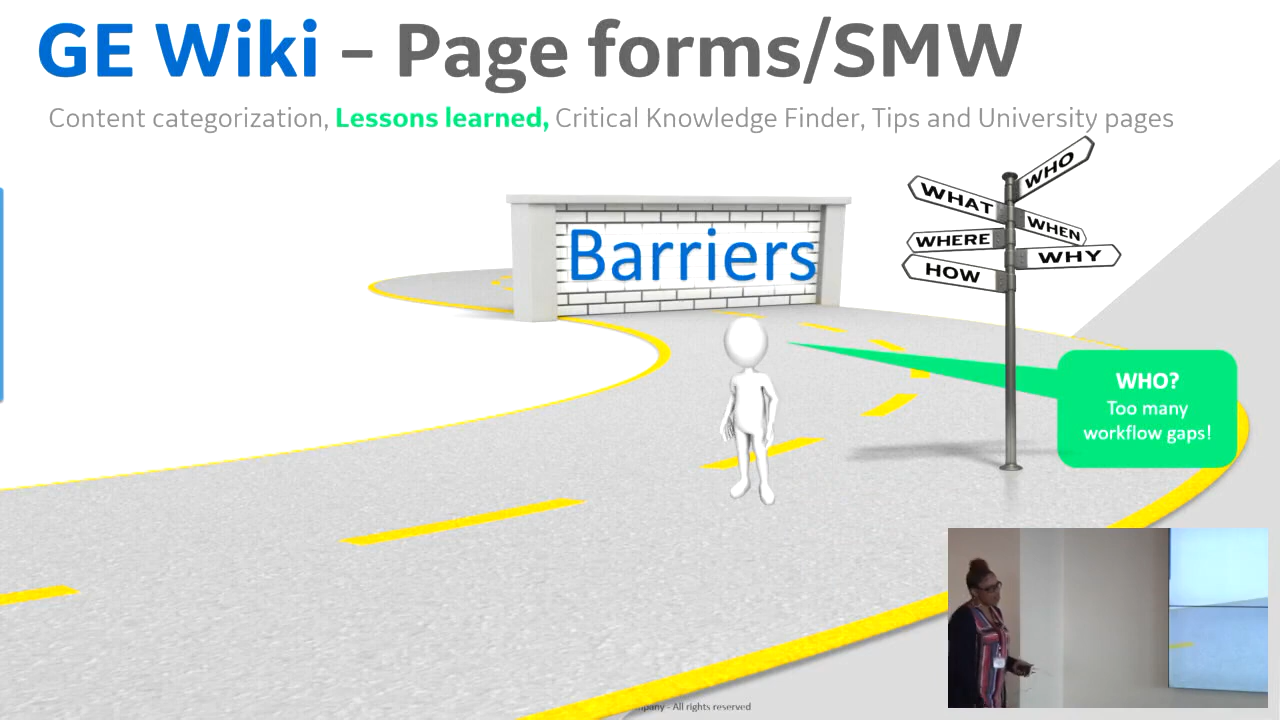 GE Wiki – Page forms/SMW
Content categorization, Lessons learned, Critical Knowledge Finder, Tips and University pages
WHO
WHAT
WHEN
WHERE
WHY
HOW
Barriers
WHO?
Too many
workflow gaps!
- All rights reserved